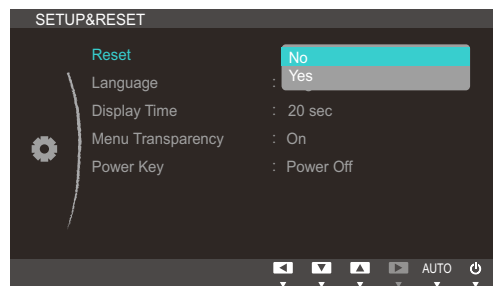 SETUP&RESET
Reset
No
Yes
Language :
Display Time : 20 sec
Menu Transparency : On
Power Key : Power Off
AUTO